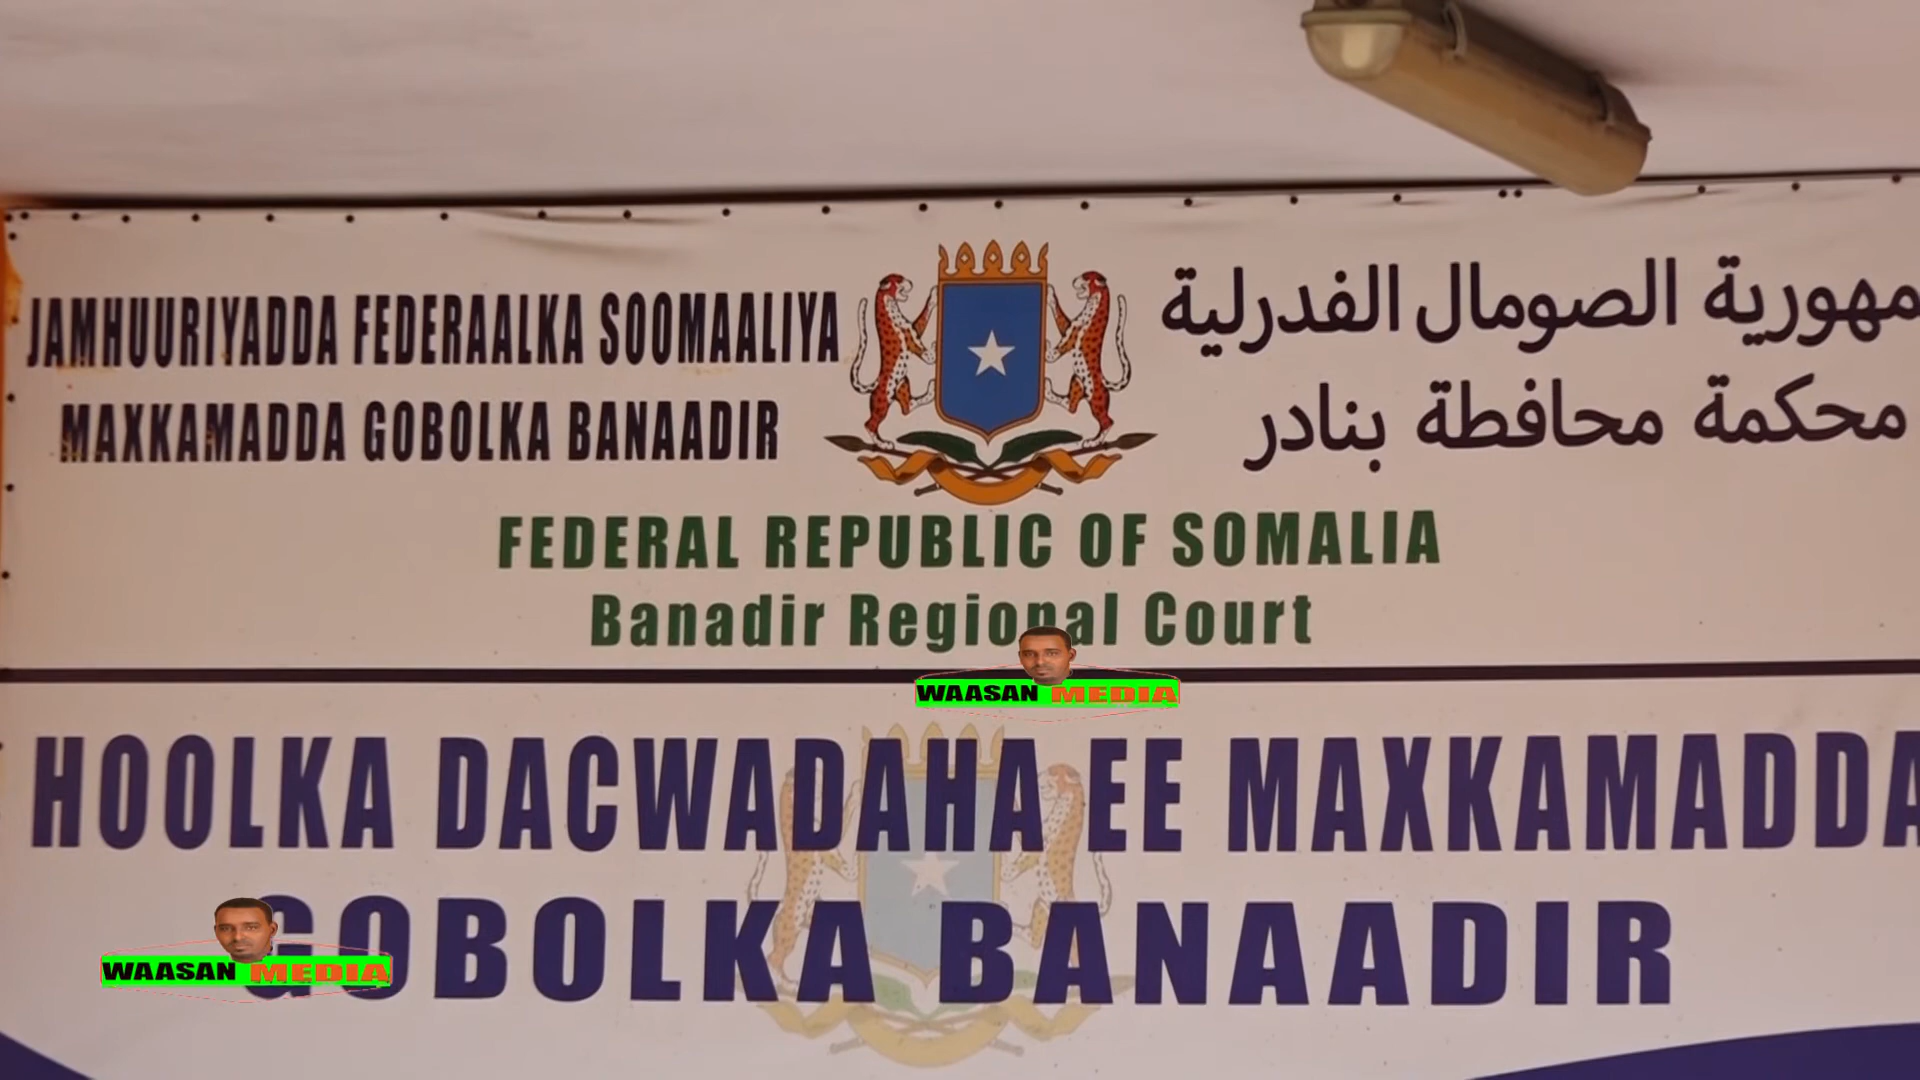 JAMHUURIYADDA FEDERAALKA SOOMAALIYA
MAXKAMADDA GOBOLKA BANAADIR
مهورية الصومال الفدرلية
محكمة محافظة بنادر
FEDERAL REPUBLIC OF SOMALIA
Banadir Regional Court
WAASAN MEDIA
HOOLKA DACWADAHA EE MAXKAMADDA
GOBOLKA BANAADIR
WAASAN MEDIA